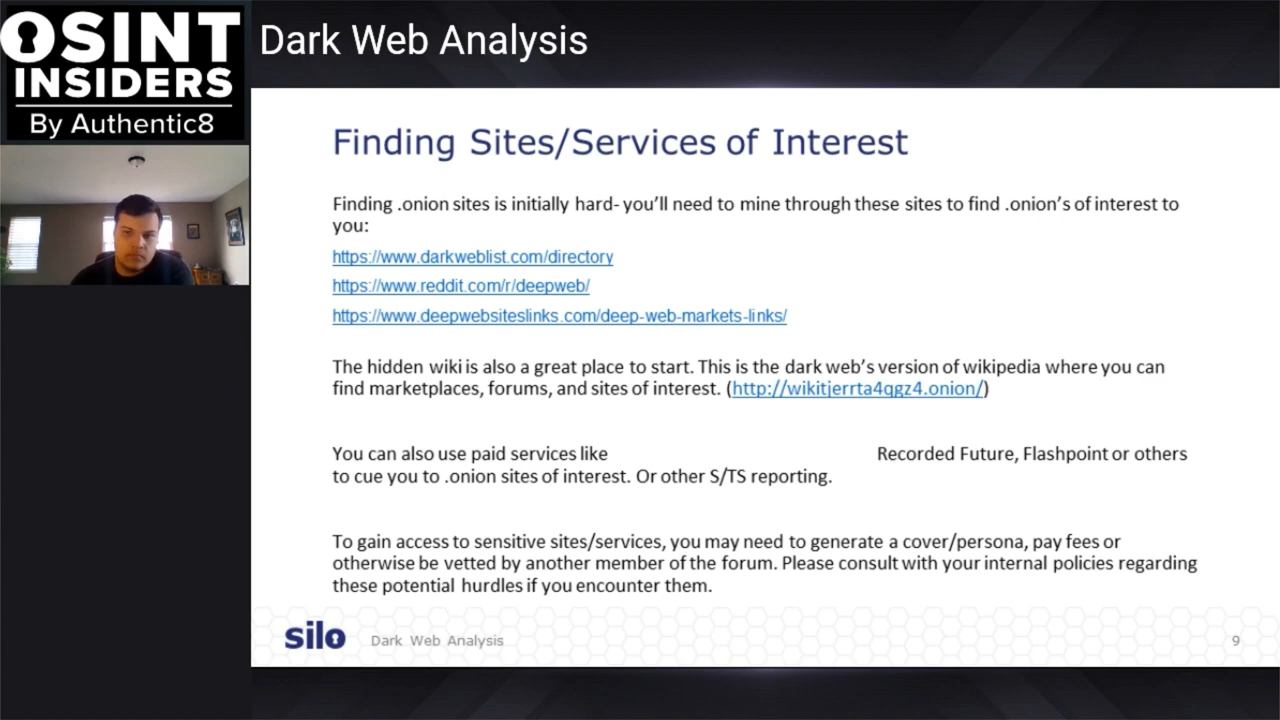 OSINT
INSIDERS
By Authentic8
Dark Web Analysis
Finding Sites/Services of Interest
Finding .onion sites is initially hard- you'll need to mine through these sites to find .onion's of interest to
you:
https://www.darkweblist.com/directory
https://www.reddit.com/r/deepweb/
https://www.deepwebsiteslinks.com/deep-web-markets-links/
The hidden wiki is also a great place to start. This is the dark web's version of wikipedia where you can
find marketplaces, forums, and sites of interest. (http://wikitjerrta4qgz4.onion/)
You can also use paid services like Recorded Future, Flashpoint or others
to cue you to .onion sites of interest. Or other S/TS reporting.
To gain access to sensitive sites/services, you may need to generate a cover/persona, pay fees or
otherwise be vetted by another member of the forum. Please consult with your internal policies regarding
these potential hurdles if you encounter them.
silo Dark Web Analysis 9